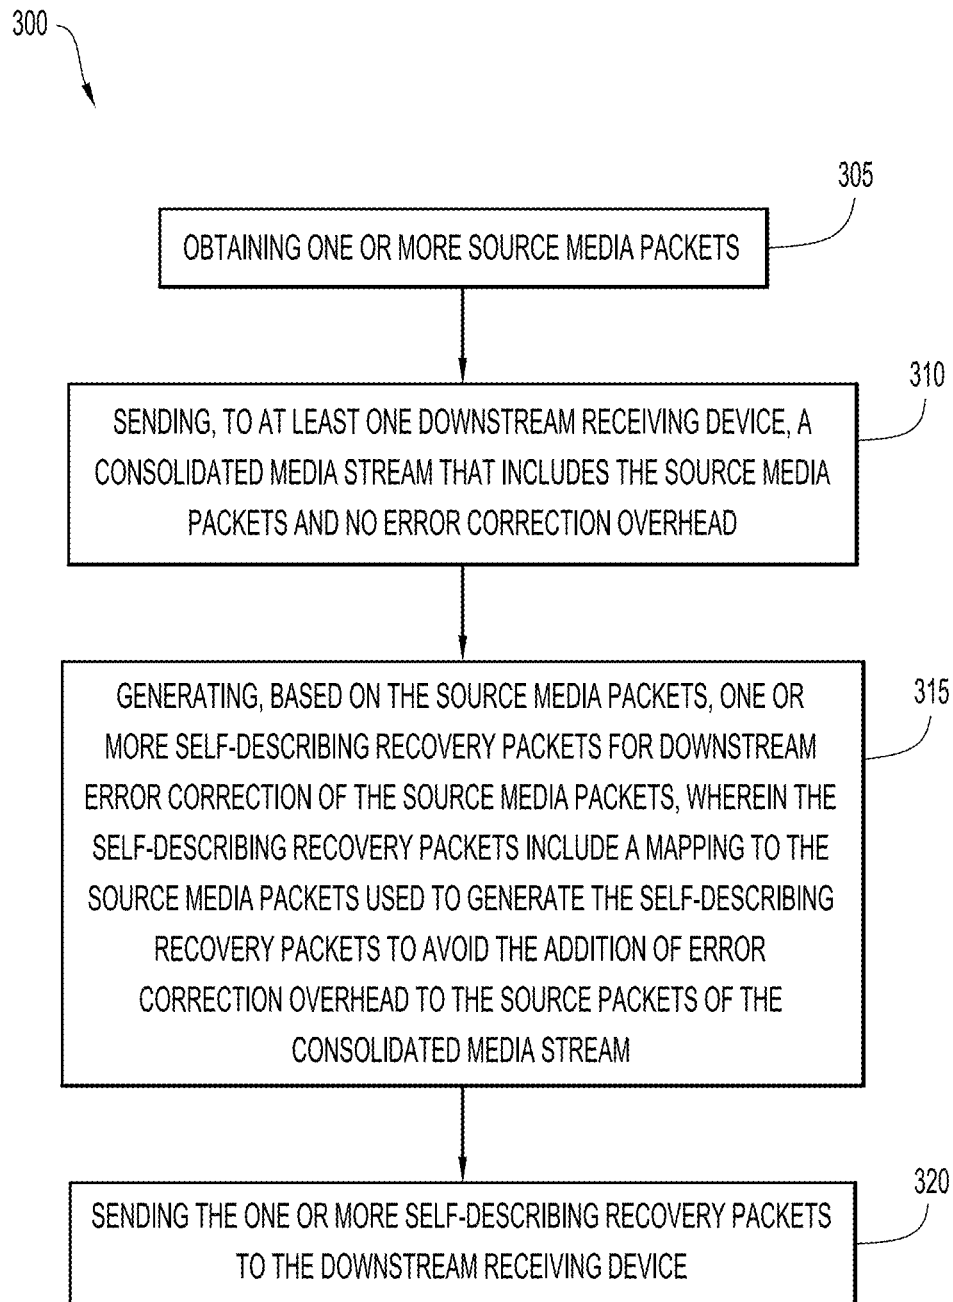 300
305
OBTAINING ONE OR MORE SOURCE MEDIA PACKETS
310
SENDING, TO AT LEAST ONE DOWNSTREAM RECEIVING DEVICE, A
CONSOLIDATED MEDIA STREAM THAT INCLUDES THE SOURCE MEDIA
PACKETS AND NO ERROR CORRECTION OVERHEAD
315
GENERATING, BASED ON THE SOURCE MEDIA PACKETS, ONE OR
MORE SELF-DESCRIBING RECOVERY PACKETS FOR DOWNSTREAM
ERROR CORRECTION OF THE SOURCE MEDIA PACKETS, WHEREIN THE
SELF-DESCRIBING RECOVERY PACKETS INCLUDE A MAPPING TO THE
SOURCE MEDIA PACKETS USED TO GENERATE THE SELF-DESCRIBING
RECOVERY PACKETS TO AVOID THE ADDITION OF ERROR
CORRECTION OVERHEAD TO THE SOURCE PACKETS OF THE
CONSOLIDATED MEDIA STREAM
320
SENDING THE ONE OR MORE SELF-DESCRIBING RECOVERY PACKETS
TO THE DOWNSTREAM RECEIVING DEVICE